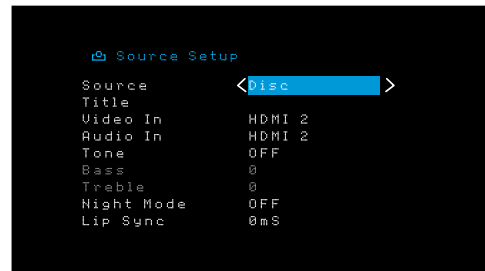 Source Setup
Source < Disc >
Title
Video In HDMI 2
Audio In HDMI 2
Tone OFF
Bass 0
Treble 0
Night Mode OFF
Lip Sync 0mS